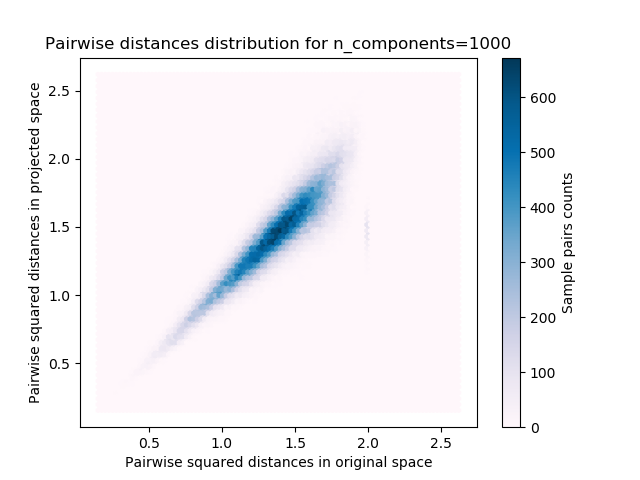 Pairwise distances distribution for n_components=1000
Pairwise squared distances in projected space
2.5
2.0
1.5
1.0
0.5
0.5 1.0 1.5 2.0 2.5
Pairwise squared distances in original space
600
500
400
300
200
100
0
Sample pairs counts